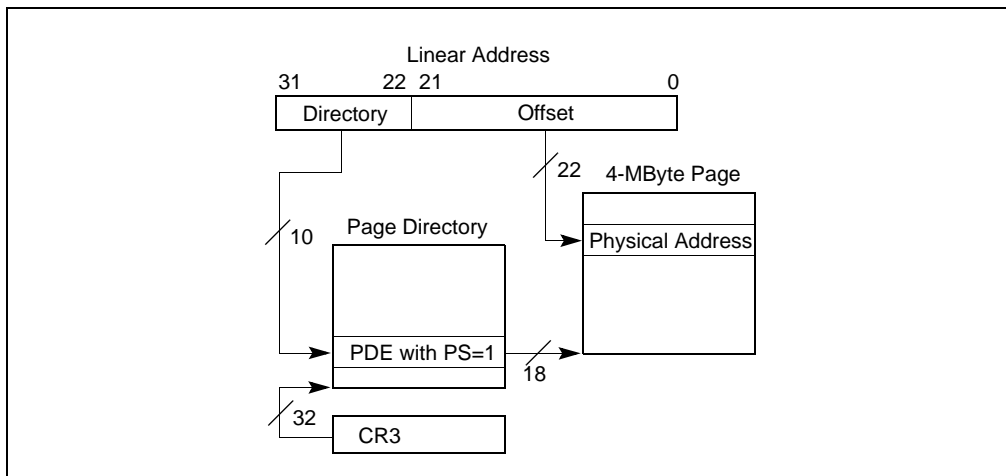 Linear Address
31 22 21 0
Directory Offset
22
4-MByte Page
10
Page Directory
Physical Address
PDE with PS=1
18
32
CR3